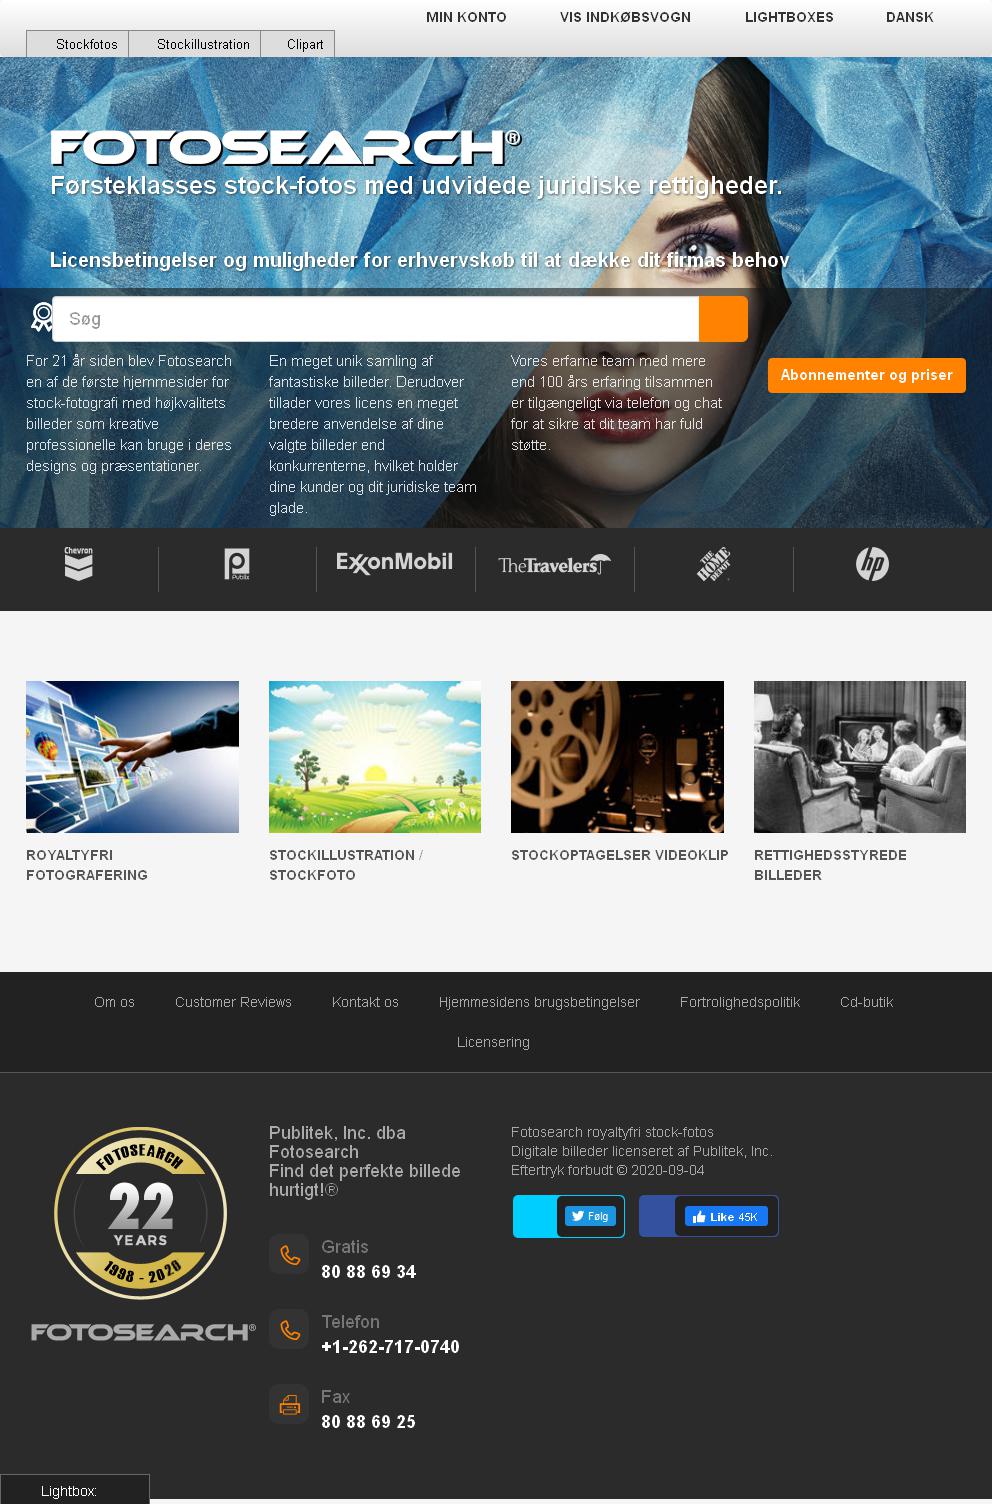 MIN KONTO VIS INDKØBSVOGN LIGHTBOXES DANSK
Stockfotos Stockillustration Clipart
FOTOSEARCH®
Førsteklasses stock-fotos med udvidede juridiske rettigheder.
Licensbetingelser og muligheder for erhvervskøb til at dække dit firmas behov
Søg
For 21 år siden blev Fotosearch
en af de første hjemmesider for
stock-fotografi med højkvalitets
billeder som kreative
professionelle kan bruge i deres
designs og præsentationer.
En meget unik samling af
fantastiske billeder. Derudover
tillader vores licens en meget
bredere anvendelse af dine
valgte billeder end
konkurrenterne, hvilket holder
dine kunder og dit juridiske team
glade.
Vores erfarne team med mere
end 100 års erfaring tilsammen
er tilgængeligt via telefon og chat
for at sikre at dit team har fuld
støtte.
Abonnementer og priser
Chevron
Publix
ExxonMobil
TheTravelers
THE HOME DEPOT
hp
ROYALTYFRI
FOTOGRAFERING
STOCKILLUSTRATION /
STOCKFOTO
STOCKOPTAGELSER VIDEOKLIP
RETTIGHEDSSTYREDE
BILLEDER
Om os Customer Reviews Kontakt os Hjemmesidens brugsbetingelser Fortrolighedspolitik Cd-butik
Licensering
FOTOSEARCH
22
YEARS
1998 - 2020
FOTOSEARCH®
Publitek, Inc. dba
Fotosearch
Find det perfekte billede
hurtigt!®
Gratis
80 88 69 34
Telefon
+1-262-717-0740
Fax
80 88 69 25
Fotosearch royaltyfri stock-fotos
Digitale billeder licenseret af Publitek, Inc.
Eftertryk forbudt © 2020-09-04
Følg
Like 45K
Lightbox: